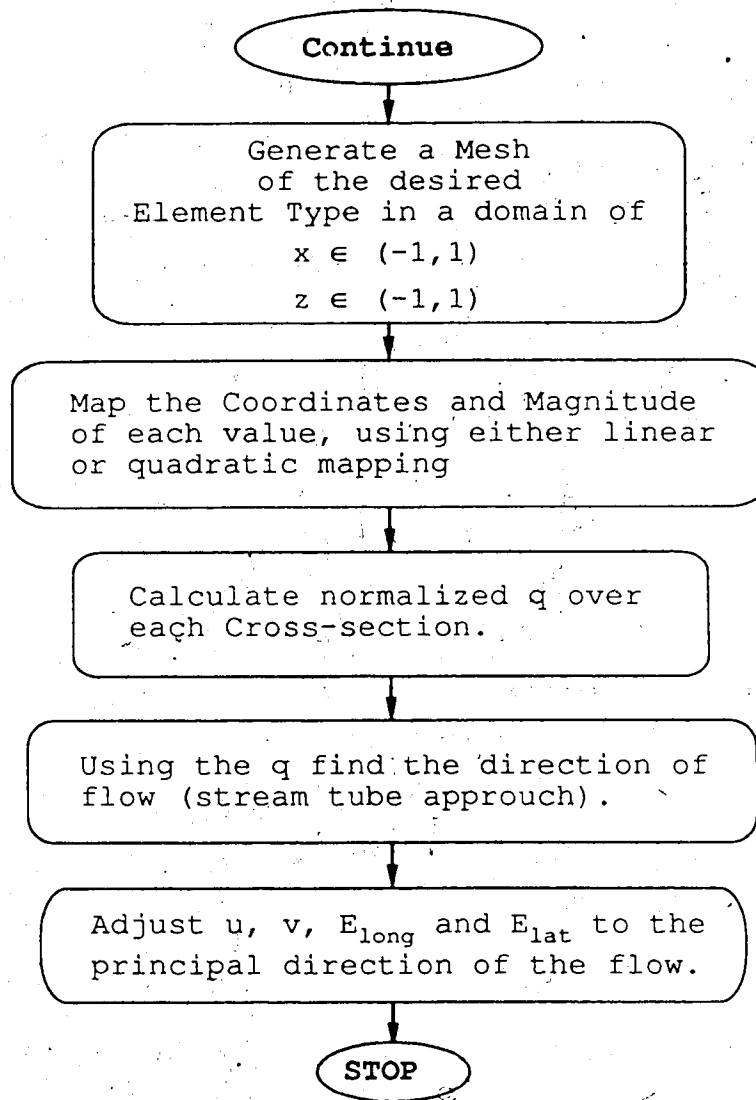 Continue
Generate a Mesh
of the desired
Element Type in a domain of
x ∈ (-1,1)
z ∈ (-1,1)
Map the Coordinates and Magnitude
of each value, using either linear
or quadratic mapping
Calculate normalized q over
each Cross-section.
Using the q find the direction of
flow (stream tube approuch).
Adjust u, v, E_long and E_lat to the
principal direction of the flow.
STOP